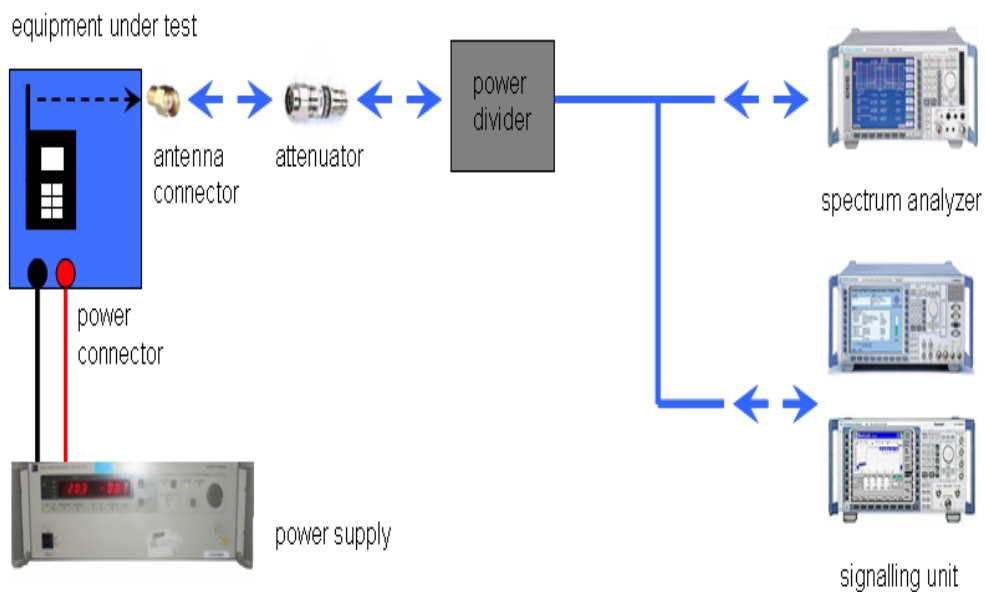 equipment under test
power
divider
antenna
connector
attenuator
spectrum analyzer
power
connector
power supply
signalling unit